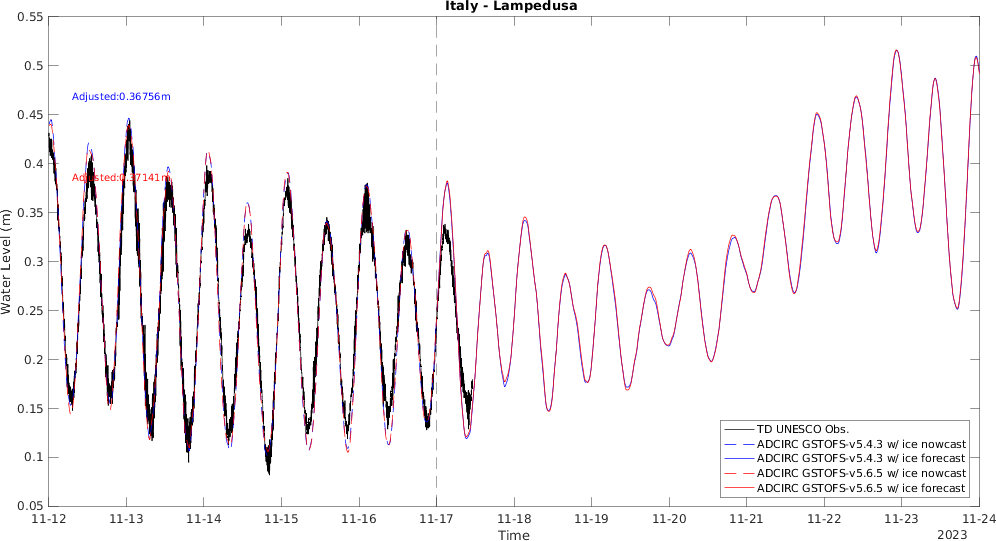 Italy - Lampedusa
0.55
0.5
0.45
0.4
0.35
0.3
0.25
0.2
0.15
0.1
0.05
Water Level (m)
Adjusted:0.36756m
Adjusted:0.37141m
TD UNESCO Obs.
ADCIRC GSTOFS-v5.4.3 w/ ice nowcast
ADCIRC GSTOFS-v5.4.3 w/ ice forecast
ADCIRC GSTOFS-v5.6.5 w/ ice nowcast
ADCIRC GSTOFS-v5.6.5 w/ ice forecast
11-12 11-13 11-14 11-15 11-16 11-17 11-18 11-19 11-20 11-21 11-22 11-23 11-24
Time
2023